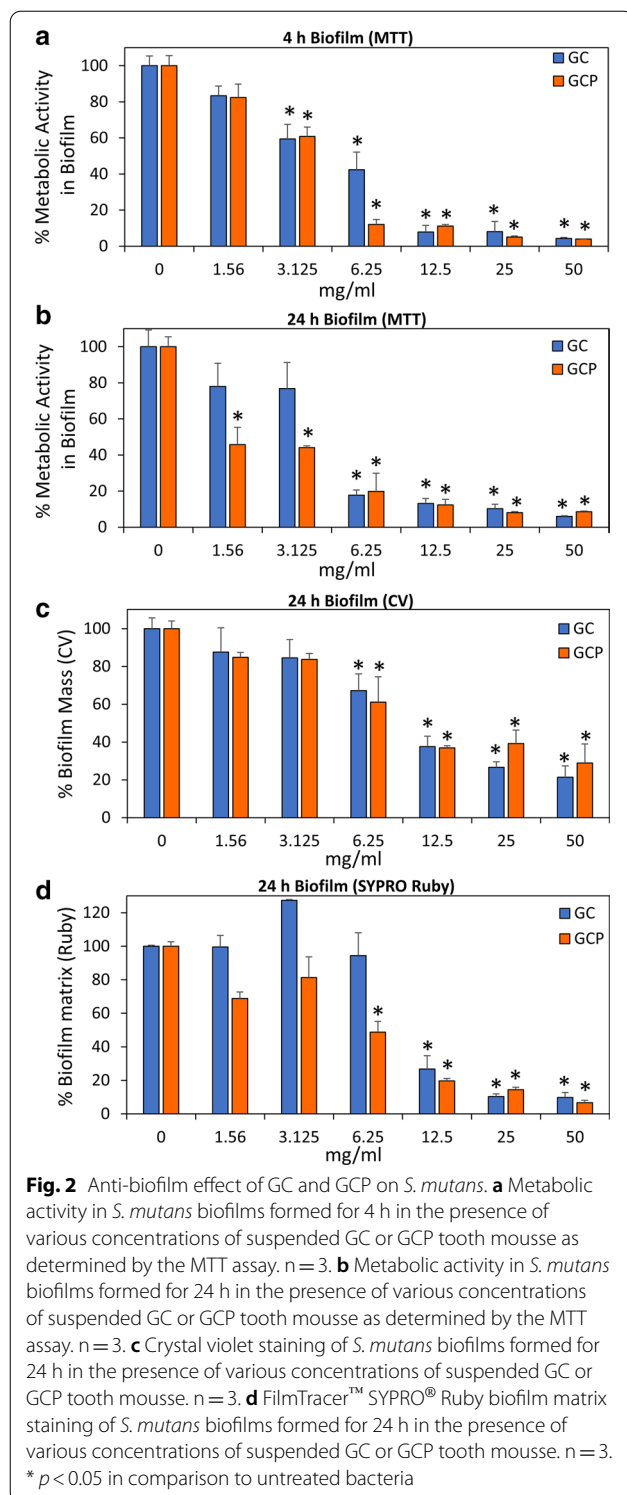 a
4 h Biofilm (MTT)
% Metabolic Activity
in Biofilm
100
80
60
40
20
0
GC
GCP
* *
*
*
* *
* *
* *
0 1.56 3.125 6.25 12.5 25 50
mg/ml
b
24 h Biofilm (MTT)
% Metabolic Activity
in Biofilm
100
80
60
40
20
0
GC
GCP
*
*
* *
* *
* *
* *
0 1.56 3.125 6.25 12.5 25 50
mg/ml
c
24 h Biofilm (CV)
% Biofilm Mass (CV)
100
80
60
40
20
0
GC
GCP
* *
* *
* *
* *
0 1.56 3.125 6.25 12.5 25 50
mg/ml
d
24 h Biofilm (SYPRO Ruby)
% Biofilm matrix (Ruby)
120
100
80
60
40
20
0
GC
GCP
*
* *
* *
* *
0 1.56 3.125 6.25 12.5 25 50
mg/ml
Fig. 2 Anti-biofilm effect of GC and GCP on S. mutans. a Metabolic
activity in S. mutans biofilms formed for 4 h in the presence of
various concentrations of suspended GC or GCP tooth mousse as
determined by the MTT assay. n = 3. b Metabolic activity in S. mutans
biofilms formed for 24 h in the presence of various concentrations
of suspended GC or GCP tooth mousse as determined by the MTT
assay. n = 3. c Crystal violet staining of S. mutans biofilms formed for
24 h in the presence of various concentrations of suspended GC or
GCP tooth mousse. n = 3. d FilmTracer™ SYPRO® Ruby biofilm matrix
staining of S. mutans biofilms formed for 24 h in the presence of
various concentrations of suspended GC or GCP tooth mousse. n = 3.
* p < 0.05 in comparison to untreated bacteria